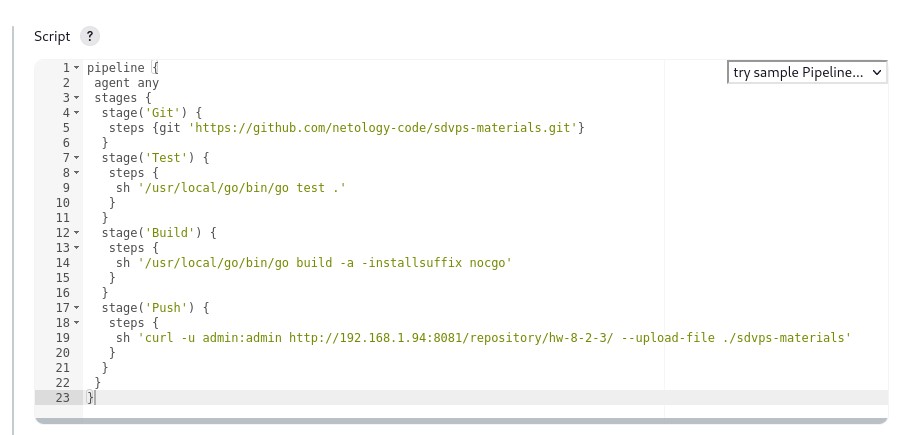 Script ?
try sample Pipeline...
1 pipeline {
2  agent any
3  stages {
4   stage('Git') {
5    steps {git 'https://github.com/netology-code/sdvps-materials.git'}
6   }
7   stage('Test') {
8    steps {
9     sh '/usr/local/go/bin/go test .'
10    }
11   }
12   stage('Build') {
13    steps {
14     sh '/usr/local/go/bin/go build -a -installsuffix nocgo'
15    }
16   }
17   stage('Push') {
18    steps {
19     sh 'curl -u admin:admin http://192.168.1.94:8081/repository/hw-8-2-3/ --upload-file ./sdvps-materials'
20    }
21   }
22  }
23 }